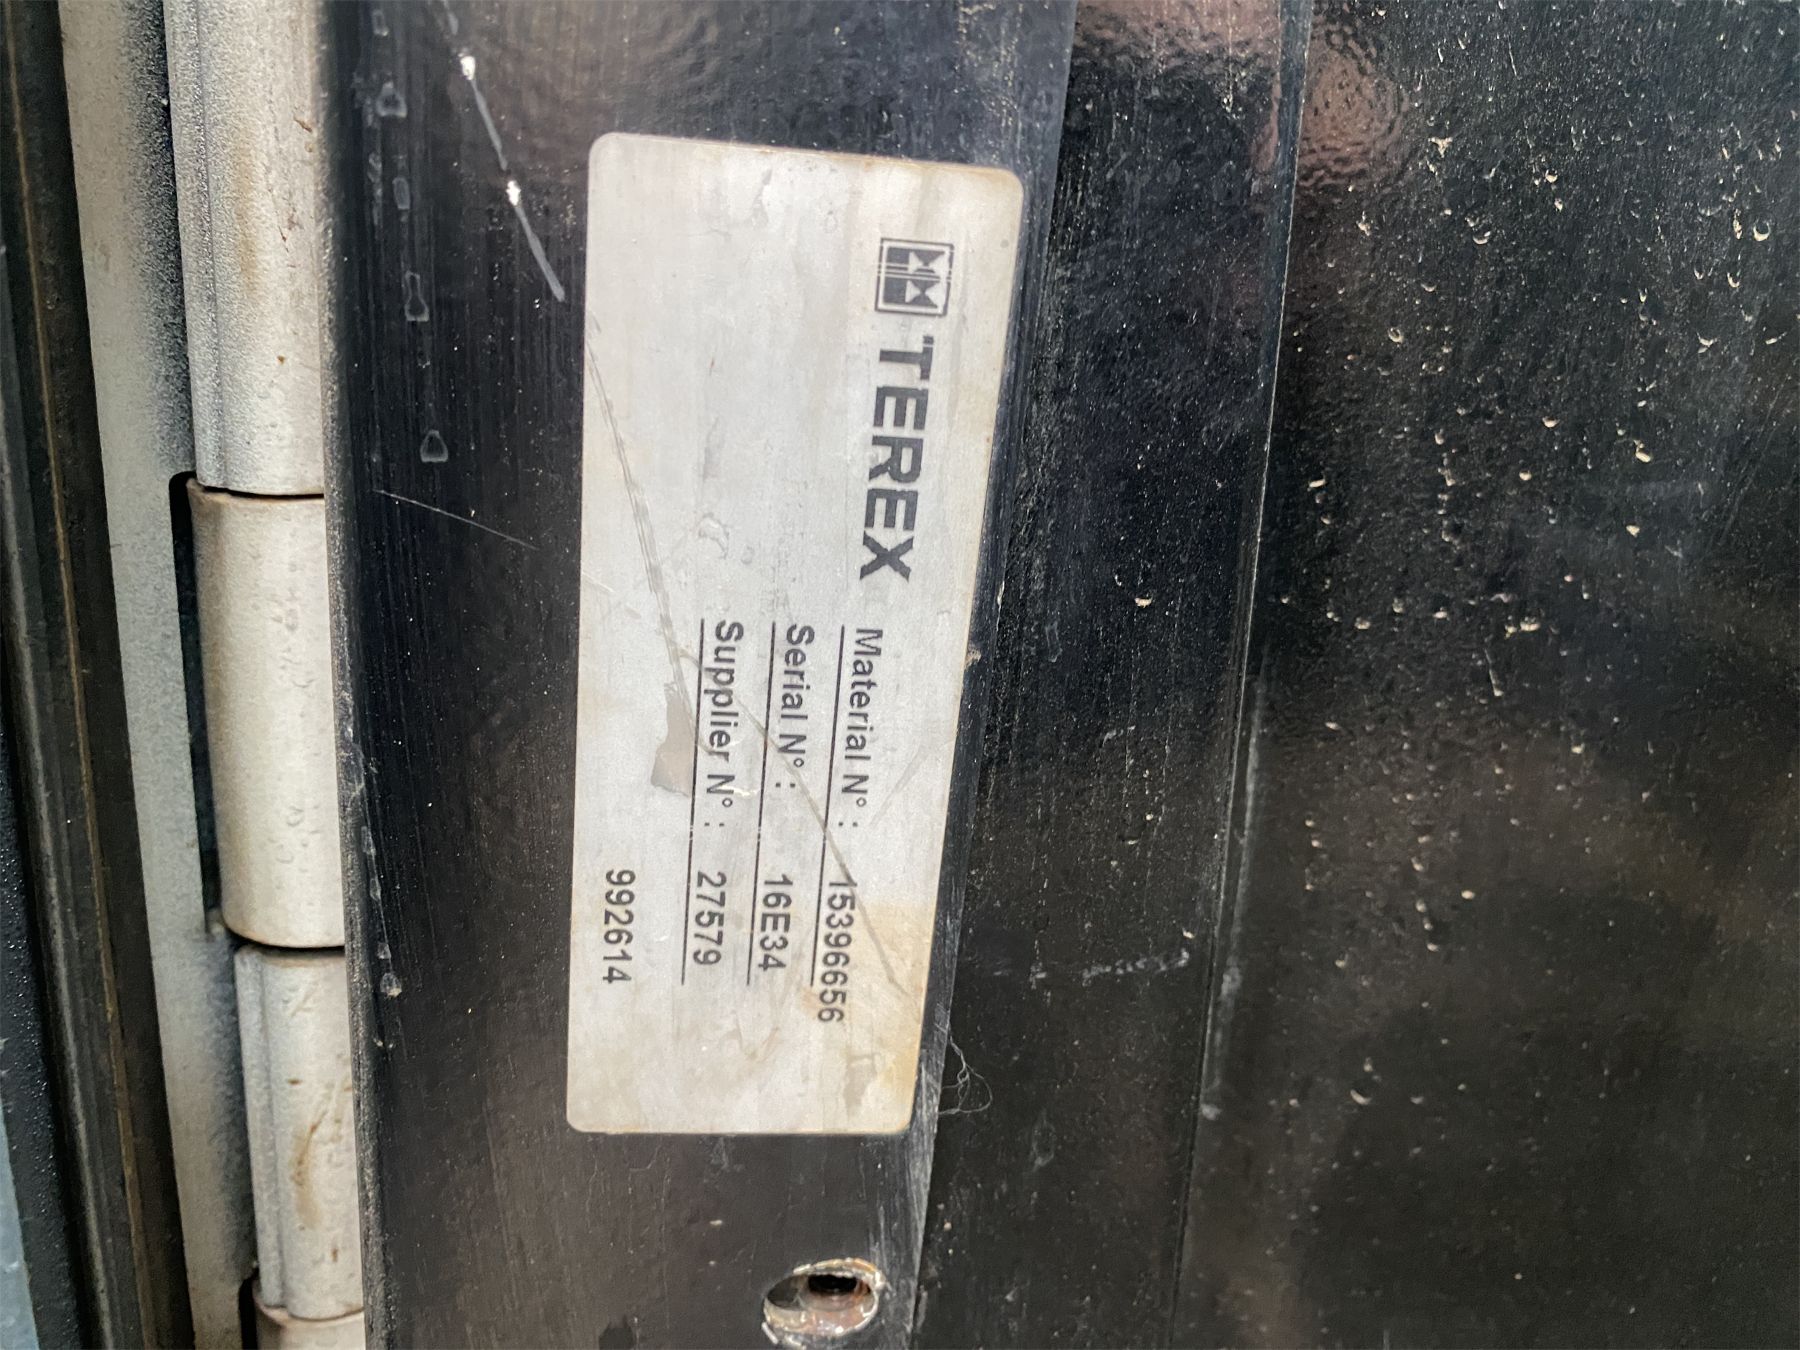 TEREX
Material N° : 15396656
Serial N° : 16E34
Supplier N° : 27579
992614